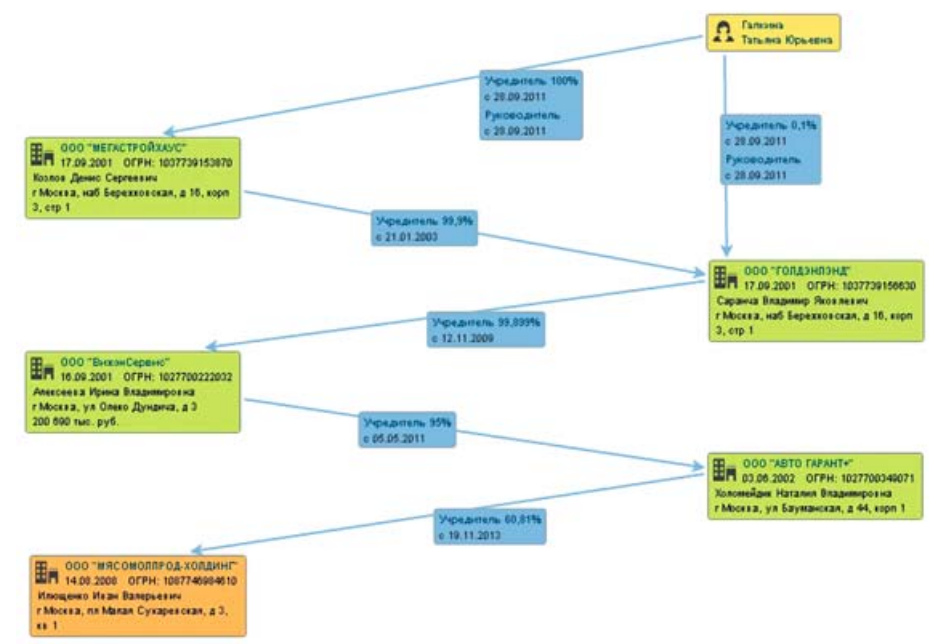 Галкина
Татьяна Юрьевна
Учредитель 100%
с 28.09.2011
Руководитель
с 28.09.2011
Учредитель 0,1%
с 28.09.2011
Руководитель
с 28.09.2011
ООО "МЕГАСТРОЙХАУС"
17.09.2001 ОГРН: 1037739153870
Козлов Денис Сергеевич
г Москва, наб Бережковская, д 16, корп
3, стр 1
Учредитель 99,9%
с 21.01.2003
ООО "ГОЛДЭНЛЭНД"
17.09.2001 ОГРН: 1037739156630
Саранча Владимир Яковлевич
г Москва, наб Бережковская, д 16, корп
3, стр 1
Учредитель 99,899%
с 12.11.2009
ООО "ВиконСервис"
16.09.2001 ОГРН: 1027700222032
Алексеева Ирина Владимировна
г Москва, ул Олеко Дундича, д 3
200 690 тыс. руб.
Учредитель 95%
с 05.05.2011
ООО "АВТО ГАРАНТ+"
03.06.2002 ОГРН: 1027700349071
Холомейдик Наталия Владимировна
г Москва, ул Бауманская, д 44, корп 1
Учредитель 60,81%
с 19.11.2013
ООО "МЯСОМОЛПРОД-ХОЛДИНГ"
14.08.2008 ОГРН: 1087746984610
Илющенко Иван Валерьевич
г Москва, пл Малая Сухаревская, д 3,
кв 1